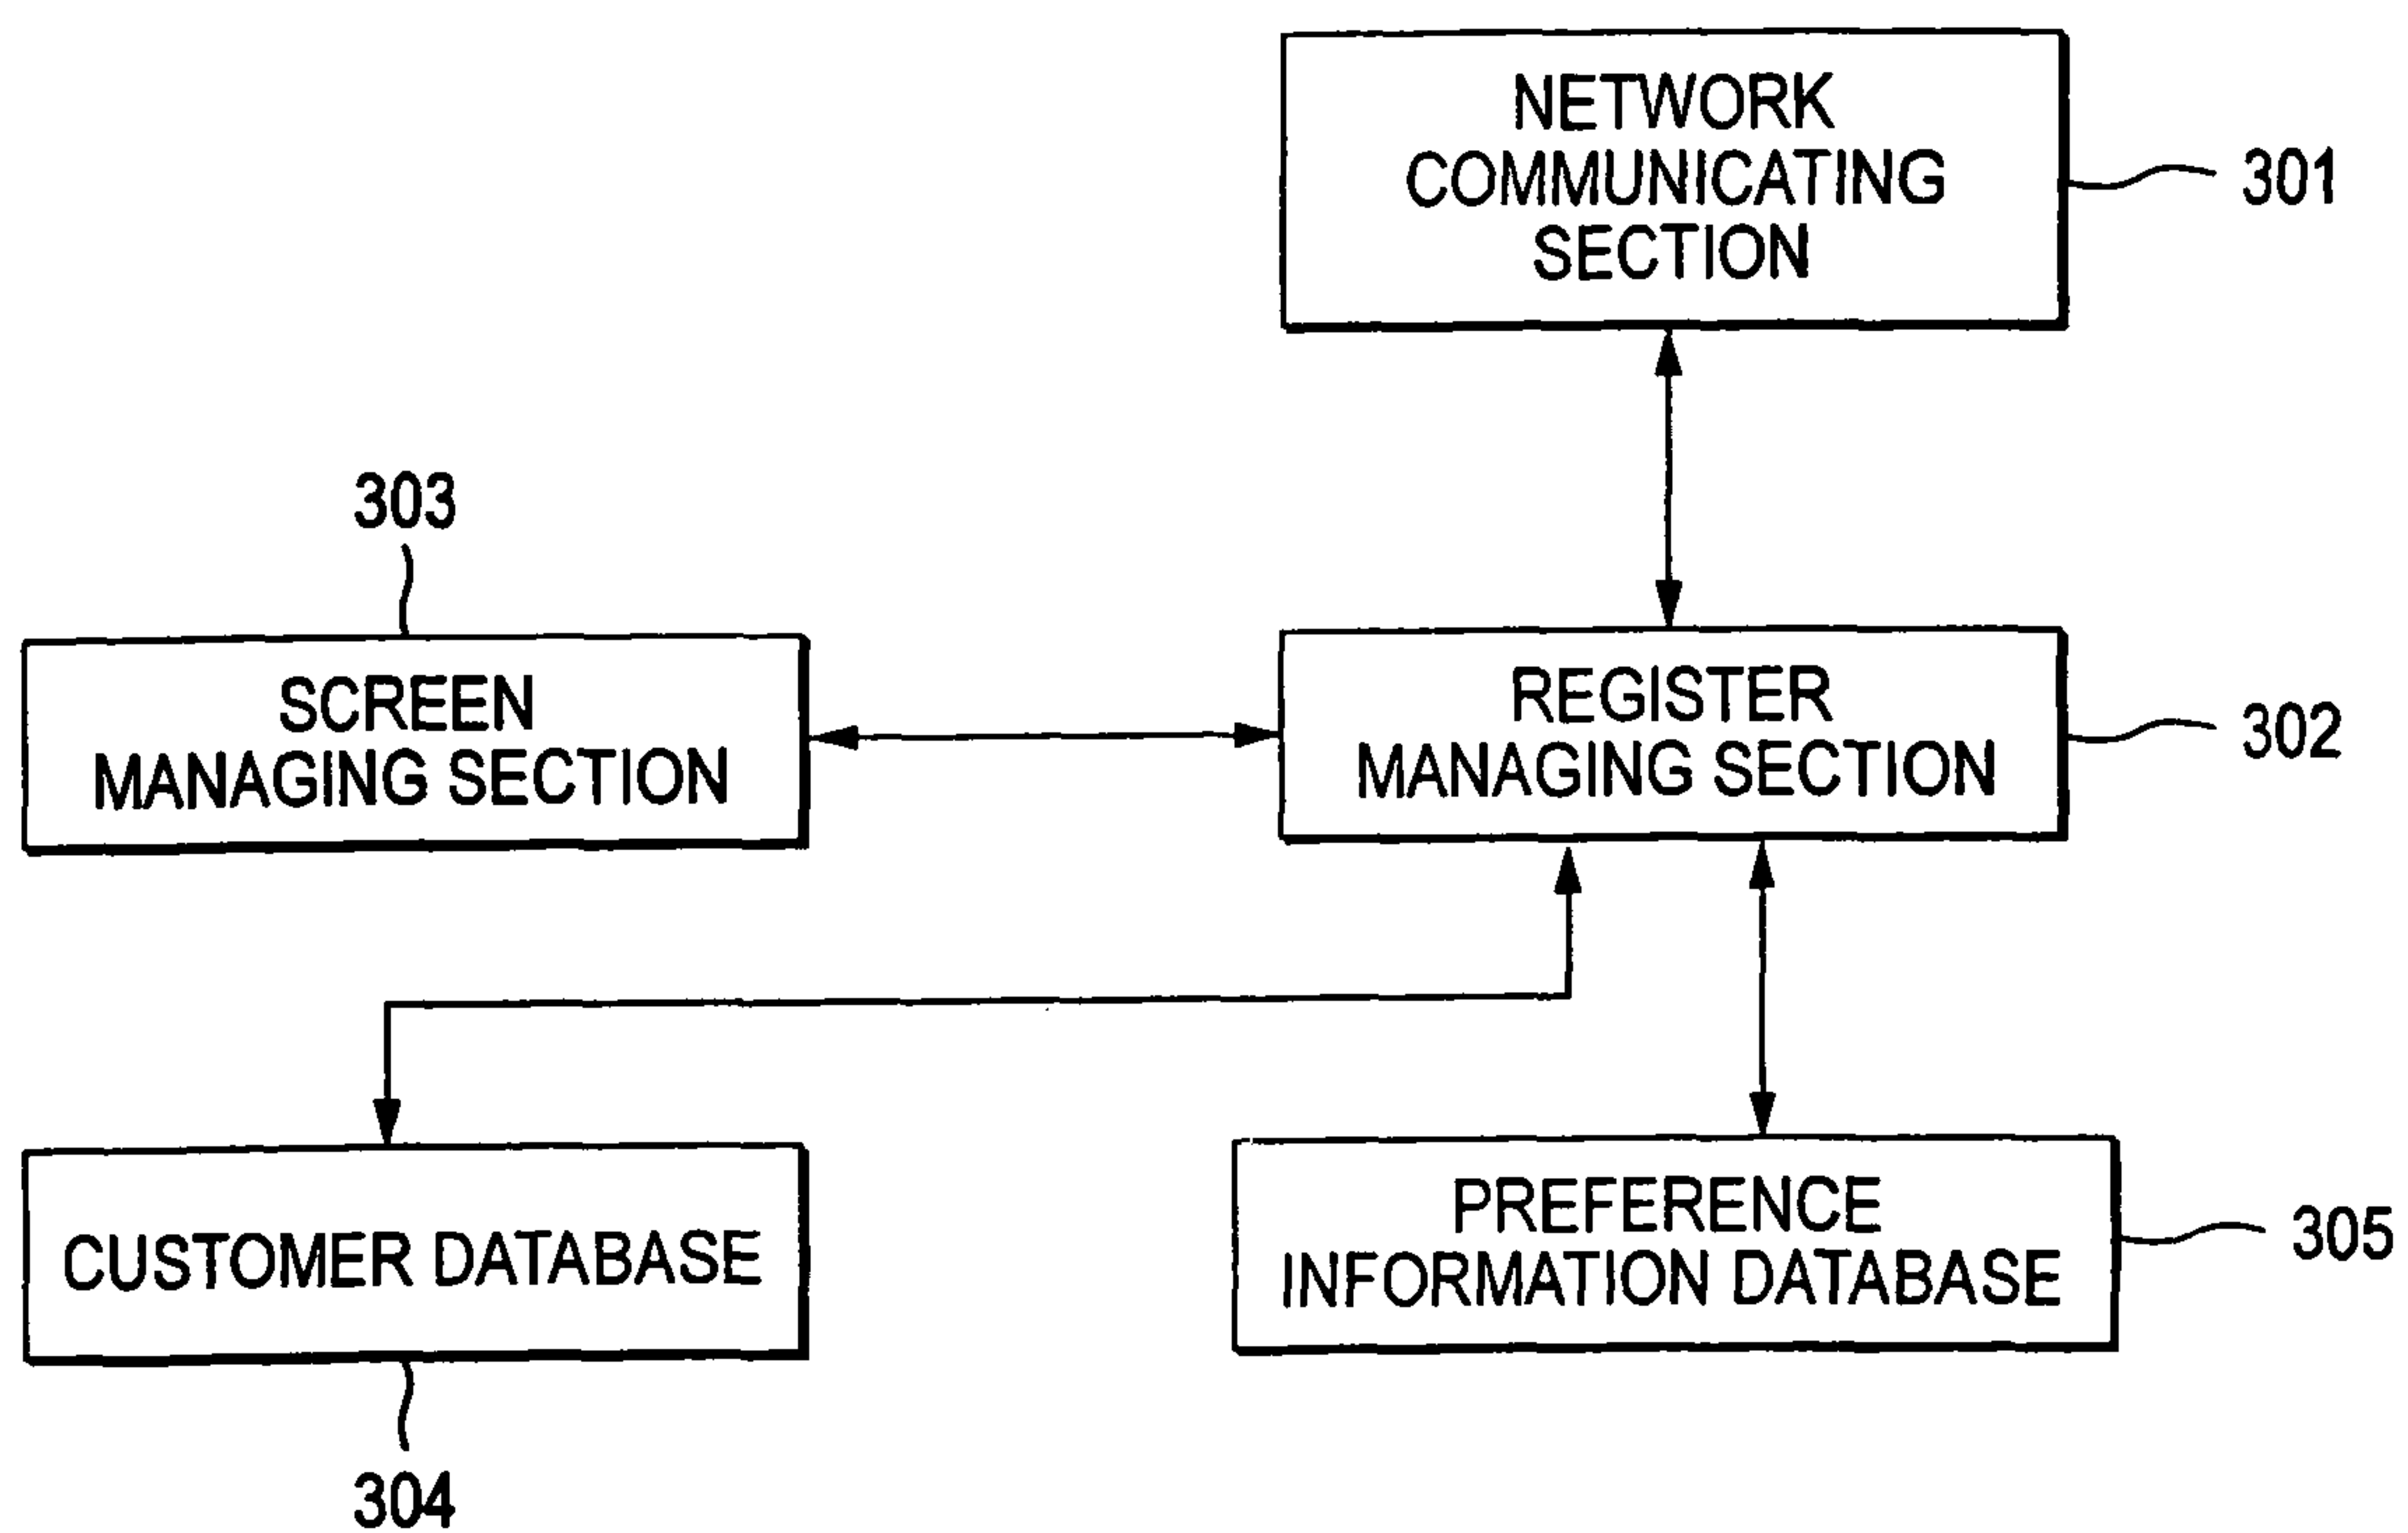 NETWORK
COMMUNICATING
SECTION
301
303
SCREEN
MANAGING SECTION
REGISTER
MANAGING SECTION
302
CUSTOMER DATABASE
304
PREFERENCE
INFORMATION DATABASE
305